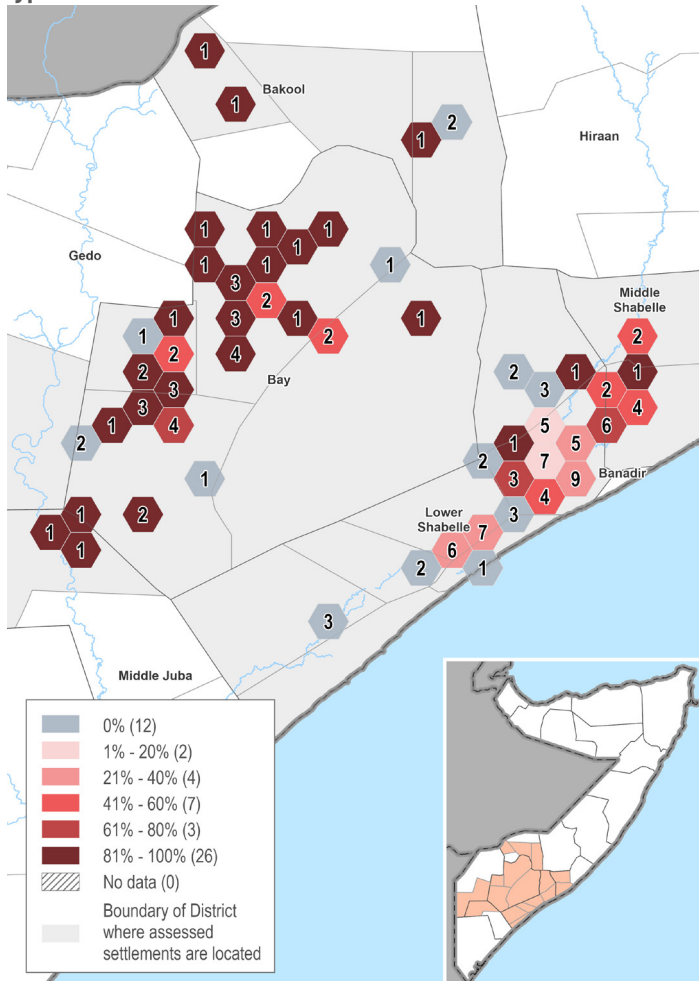 1
Bakool
1
2
1
Hiraan
1
1
1
1
Gedo
1
1
1
3
2
Middle
Shabelle
1
3
1
2
1
2
1
2
4
2
Bay
2
1
1
2
3
3
2
4
3
1
5
6
4
1
5
2
2
7
Banadir
1
3
9
4
1
2
3
Lower
Shabelle
1
7
1
6
2
1
3
Middle Juba
0% (12)
1% - 20% (2)
21% - 40% (4)
41% - 60% (7)
61% - 80% (3)
81% - 100% (26)
No data (0)
Boundary of District
where assessed
settlements are located